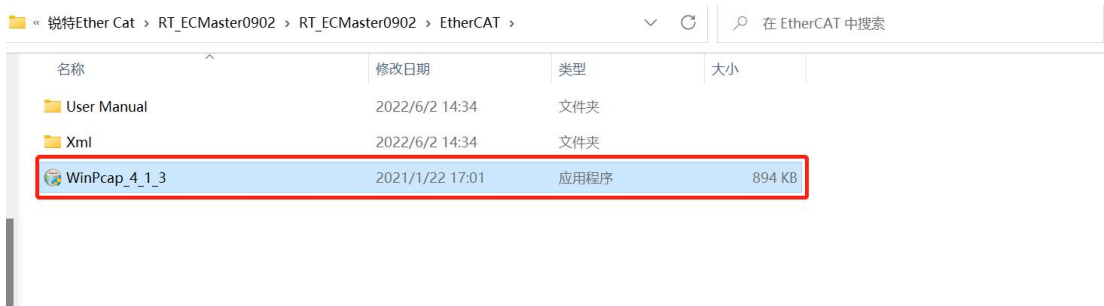 « 锐特Ether Cat › RT_ECMaster0902 › RT_ECMaster0902 › EtherCAT › 在 EtherCAT 中搜索
名称 修改日期 类型 大小
User Manual 2022/6/2 14:34 文件夹
Xml 2022/6/2 14:34 文件夹
WinPcap_4_1_3 2021/1/22 17:01 应用程序 894 KB